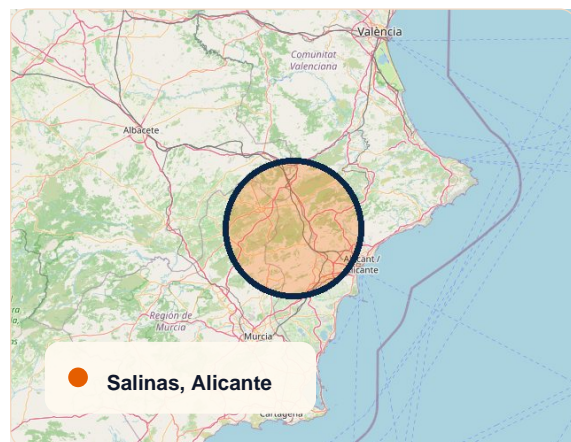 València
Comunitat
Valenciana
Albacete
Alacant /
Alicante
Región de
Murcia
Murcia
Salinas, Alicante
Cartagena